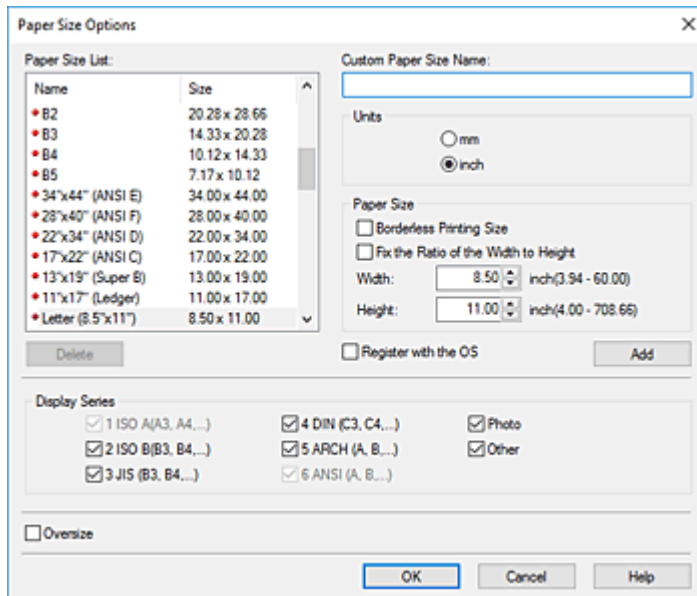 Paper Size Options
Paper Size List:
Name Size
B2 20.28 x 28.66
B3 14.33 x 20.28
B4 10.12 x 14.33
B5 7.17 x 10.12
34"x44" (ANSI E) 34.00 x 44.00
28"x40" (ANSI F) 28.00 x 40.00
22"x34" (ANSI D) 22.00 x 34.00
17"x22" (ANSI C) 17.00 x 22.00
13"x19" (Super B) 13.00 x 19.00
11"x17" (Ledger) 11.00 x 17.00
Letter (8.5"x11") 8.50 x 11.00
Delete
Custom Paper Size Name:
Units
mm
inch
Paper Size
Borderless Printing Size
Fix the Ratio of the Width to Height
Width: 8.50 inch(3.94 - 60.00)
Height: 11.00 inch(4.00 - 708.66)
Register with the OS Add
Display Series
1 ISO A(A3, A4,...) 4 DIN (C3, C4,...) Photo
2 ISO B(B3, B4,...) 5 ARCH (A, B,...) Other
3 JIS (B3, B4,...) 6 ANSI (A, B,...)
Oversize
OK Cancel Help